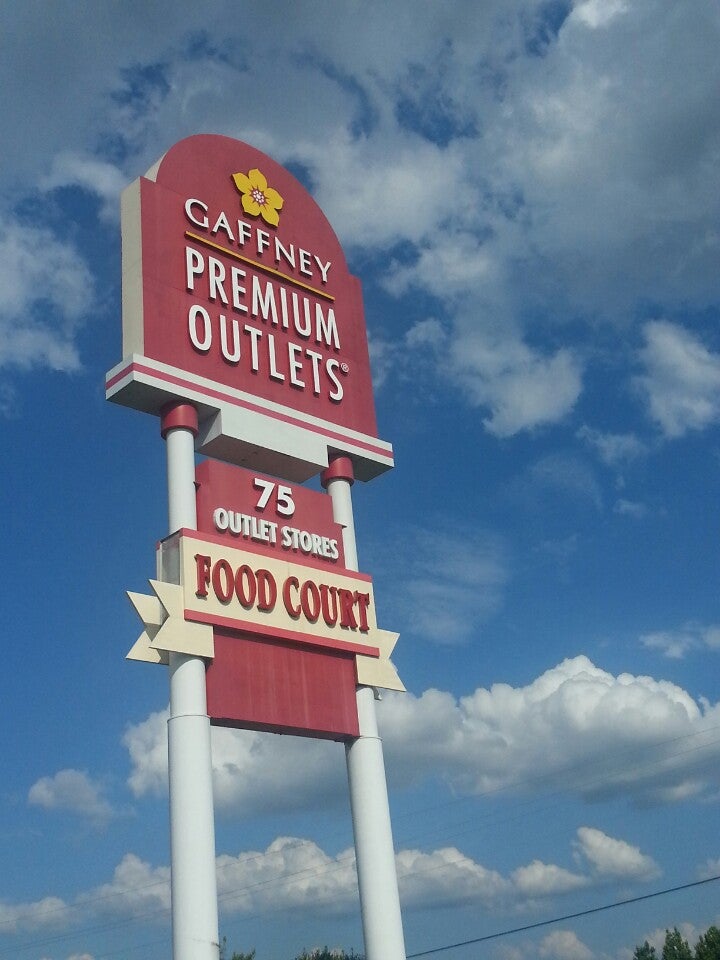 GAFFNEY
PREMIUM
OUTLETS®
75
OUTLET STORES
FOOD COURT